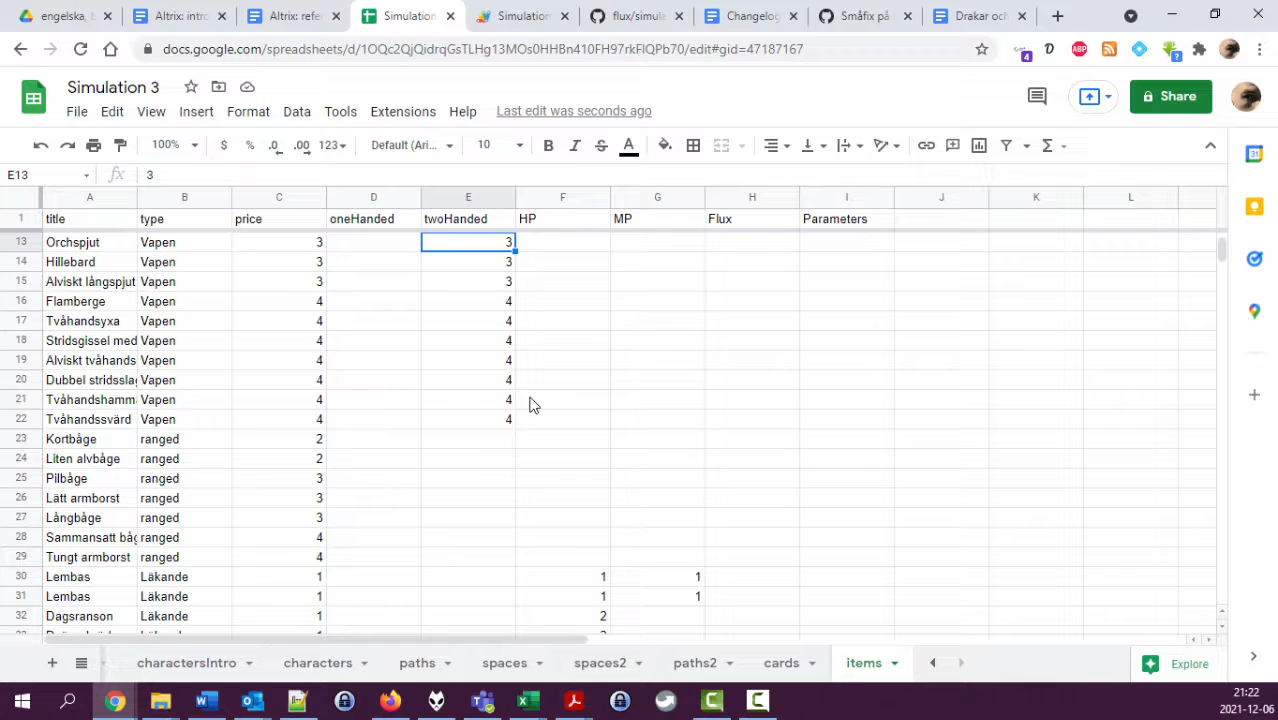 engelska,
Altrix: intro
Altrix: refer
Simulation
Simulation
flux/simula
Changelog
Småfix på
Drakar och
docs.google.com/spreadsheets/d/1OQc2QjQidrqGsTLHg13MOs0HHBn410FH97rkFIQPb70/edit#gid=47187167
Simulation 3
File Edit View Insert Format Data Tools Extensions Help Last edit was seconds ago
Share
100% $ % .0 .00 123 Default (Ari... 10
E13 fx 3
A B C D E F G H I J K L
1 title type price oneHanded twoHanded HP MP Flux Parameters
13 Orchspjut Vapen 3 3
14 Hillebard Vapen 3 3
15 Alviskt långspjut Vapen 3 3
16 Flamberge Vapen 4 4
17 Tvåhandsyxa Vapen 4 4
18 Stridsgissel med Vapen 4 4
19 Alviskt tvåhands Vapen 4 4
20 Dubbel stridsslag Vapen 4 4
21 Tvåhandshamm Vapen 4 4
22 Tvåhandssvärd Vapen 4 4
23 Kortbåge ranged 2
24 Liten alvbåge ranged 2
25 Pilbåge ranged 3
26 Lätt armborst ranged 3
27 Långbåge ranged 3
28 Sammansatt båg ranged 4
29 Tungt armborst ranged 4
30 Lembas Läkande 1 1 1
31 Lembas Läkande 1 1 1
32 Dagsranson Läkande 1 2
charactersIntro characters paths spaces spaces2 paths2 cards items
Explore
21:22
2021-12-06